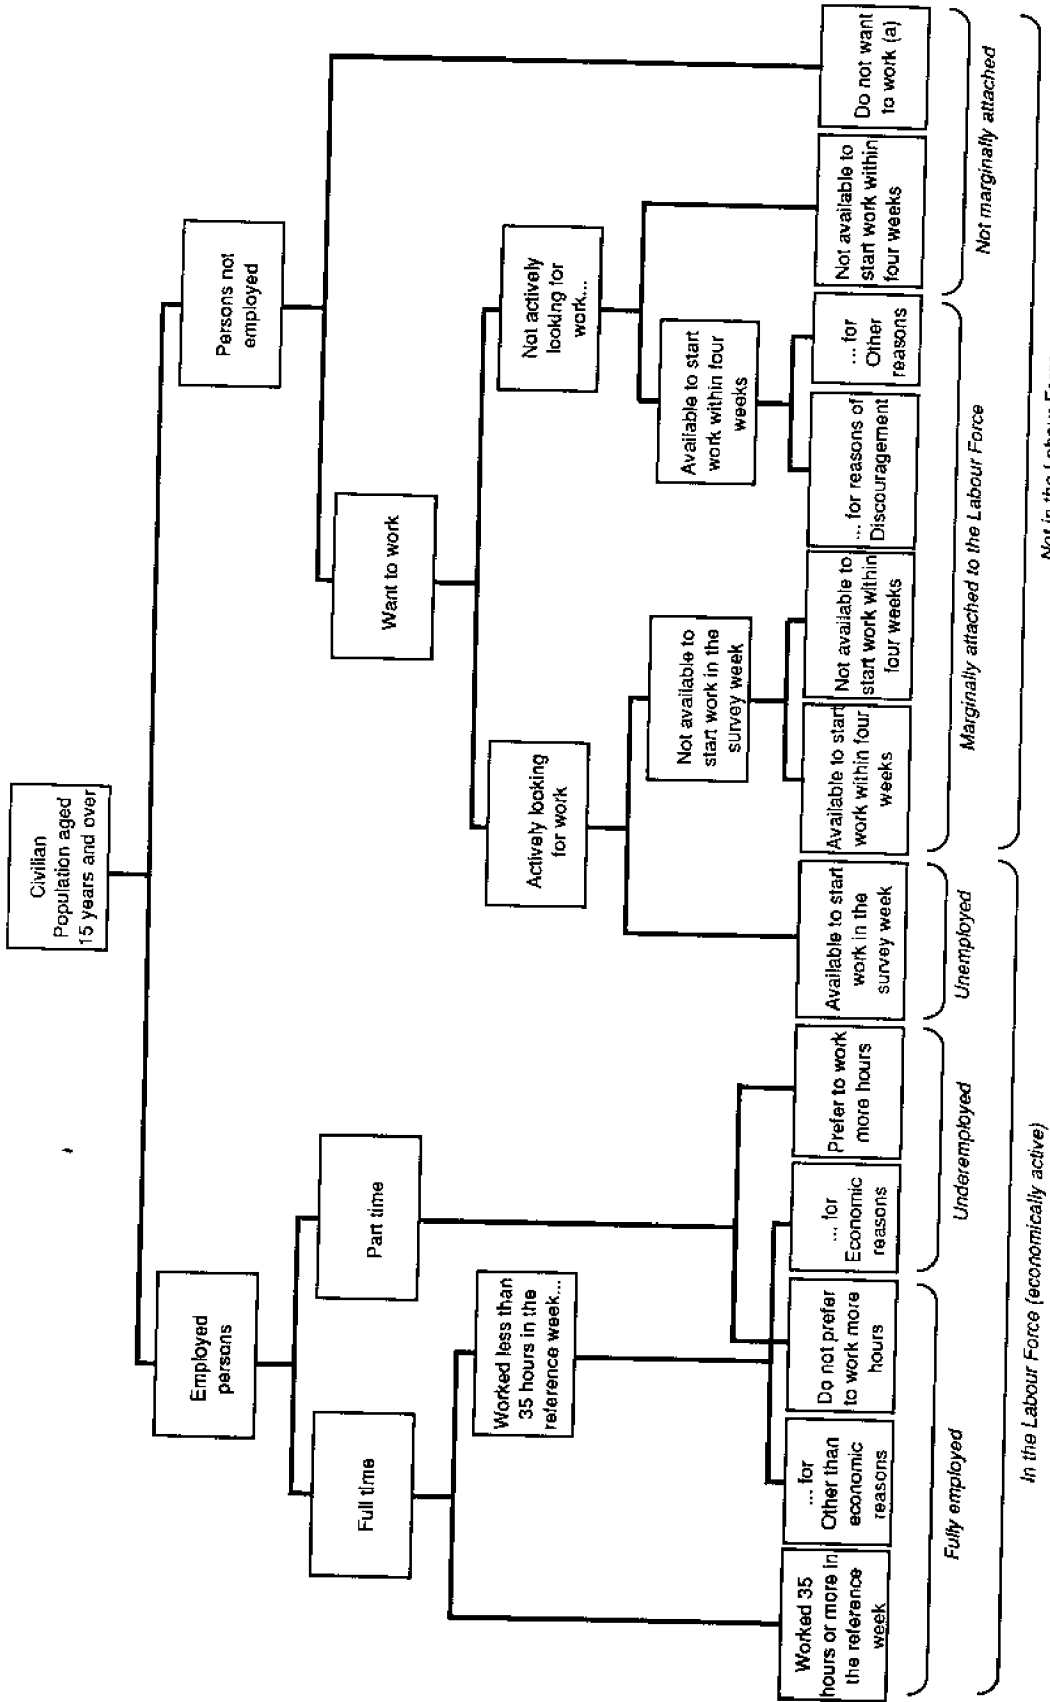 Civilian
Population aged
15 years and over
Employed
persons
Persons not
employed
Full time
Part time
Want to work
Worked less than
35 hours in the
reference week...
Actively looking
for work
Not actively
looking for
work...
Not available to
start work in the
survey week
Available to start
work within four
weeks
Worked 35
hours or more in
the reference
week
... for
Other than
economic
reasons
Do not prefer
to work more
hours
... for
Economic
reasons
Prefer to work
more hours
Available to start
work in the
survey week
Available to start
work within four
weeks
Not available to
start work within
four weeks
... for reasons of
Discouragement
... for
Other
reasons
Not available to
start work within
four weeks
Do not want
to work (a)
Fully employed
Underemployed
Unemployed
Marginally attached to the Labour Force
Not marginally attached
In the Labour Force (economically active)
Not in the Labour Force